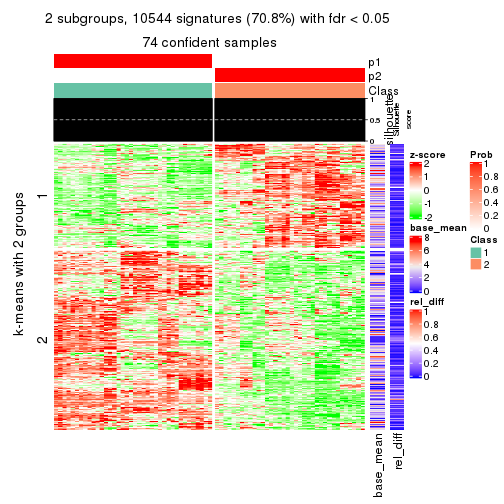 2 subgroups, 10544 signatures (70.8%) with fdr < 0.05
74 confident samples
p1
p2
Class
1
0.5
0
silhouette
Silhouette
score
k-means with 2 groups
1
2
base_mean
rel_diff
z-score
2
1
0
-1
-2
base_mean
8
6
4
2
0
rel_diff
1
0.8
0.6
0.4
0.2
0
Prob
1
0.8
0.6
0.4
0.2
0
Class
1
2